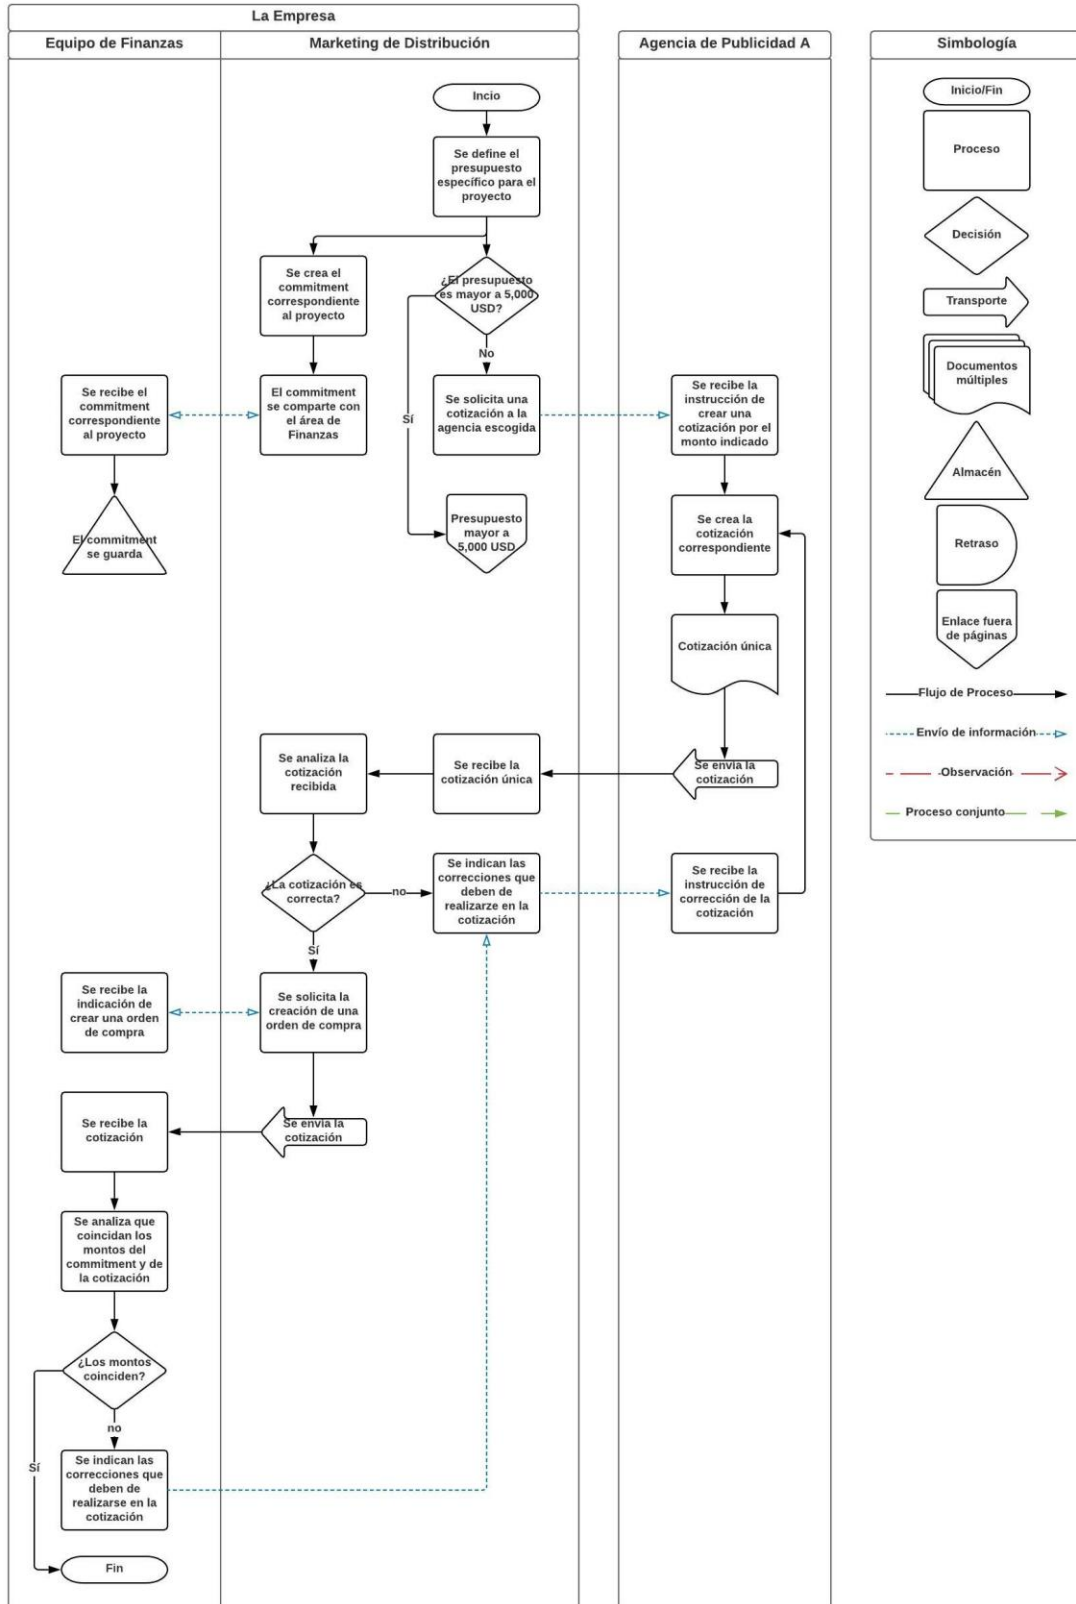 La Empresa
Equipo de Finanzas
Marketing de Distribución
Agencia de Publicidad A
Simbología
Incio
Se define el
presupuesto
específico para el
proyecto
Se crea el
commitment
correspondiente
al proyecto
¿El presupuesto
es mayor a 5,000
USD?
No
Sí
Se recibe el
commitment
correspondiente
al proyecto
El commitment
se comparte con
el área de
Finanzas
Se solicita una
cotización a la
agencia escogida
Se recibe la
instrucción de
crear una
cotización por el
monto indicado
El commitment
se guarda
Presupuesto
mayor a
5,000 USD
Se crea la
cotización
correspondiente
Cotización única
Se analiza la
cotización
recibida
Se recibe la
cotización única
Se envia la
cotización
¿La cotización es
correcta?
no
Sí
Se indican las
correcciones que
deben de
realizarze en la
cotización
Se recibe la
instrucción de
corrección de la
cotización
Se recibe la
indicación de
crear una orden
de compra
Se solicita la
creación de una
orden de compra
Se recibe la
cotización
Se envia la
cotización
Se analiza que
coincidan los
montos del
commitment y de
la cotización
¿Los montos
coinciden?
no
Sí
Se indican las
correcciones que
deben de
realizarse en la
cotización
Fin
Inicio/Fin
Proceso
Decisión
Transporte
Documentos
múltiples
Almacén
Retraso
Enlace fuera
de páginas
Flujo de Proceso
Envío de información
Observación
Proceso conjunto